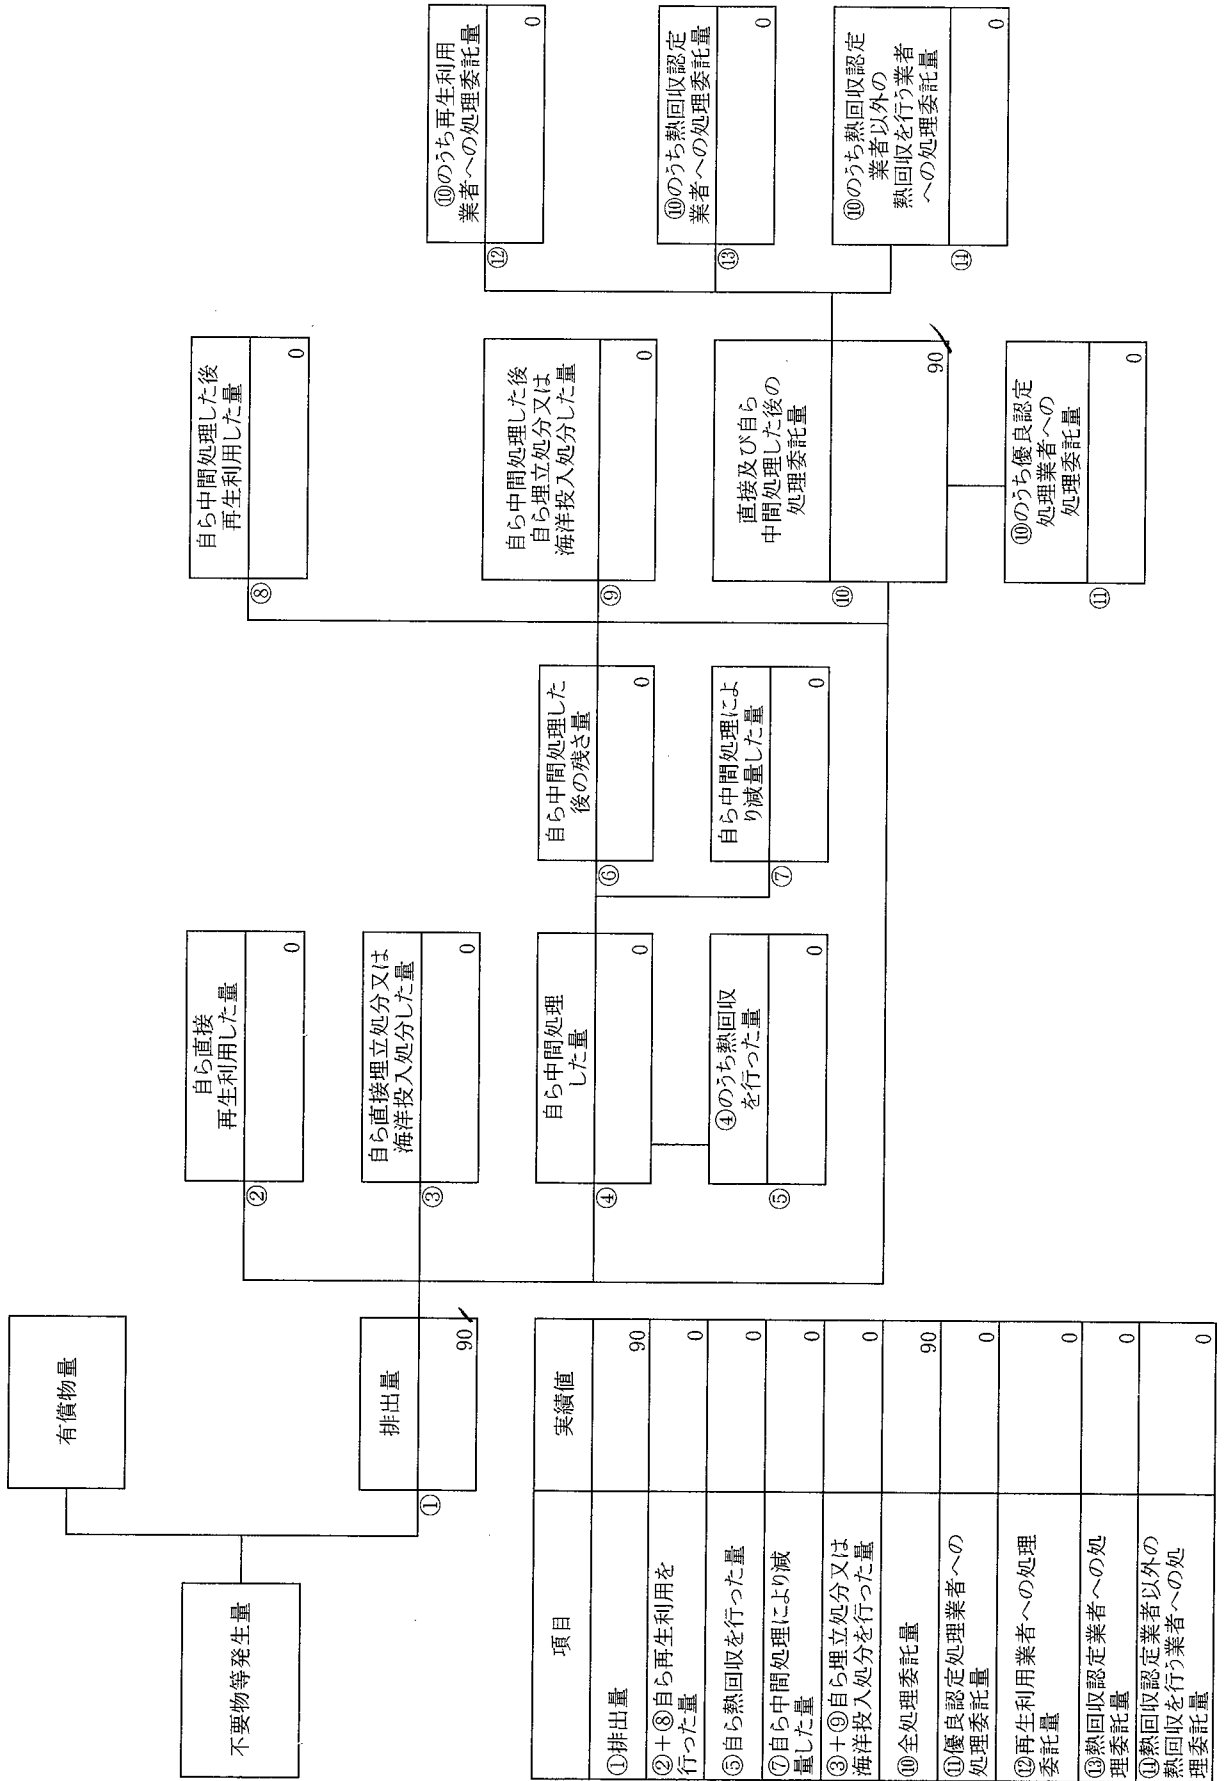 不要物等発生量
有償物量
①
排出量
90
②
自ら直接
再生利用した量
0
③
自ら直接埋立処分又は
海洋投入処分した量
0
④
自ら中間処理
した量
0
⑤
④のうち熱回収
を行った量
0
⑥
自ら中間処理した
後の残さ量
0
⑦
自ら中間処理によ
り減量した量
0
⑧
自ら中間処理した後
再生利用した量
0
⑨
自ら中間処理した後
自ら埋立処分又は
海洋投入処分した量
0
⑩
直接及び自ら
中間処理した後の
処理委託量
90
⑪
⑩のうち優良認定
処理業者への
処理委託量
0
⑫
⑩のうち再生利用
業者への処理委託量
0
⑬
⑩のうち熱回収認定
業者への処理委託量
0
⑭
⑩のうち熱回収認定
業者以外の
熱回収を行う業者
への処理委託量
0
項目 実績値
①排出量 90
②+⑧自ら再生利用を
行った量 0
⑤自ら熱回収を行った量 0
⑦自ら中間処理により減
量した量 0
③+⑨自ら埋立処分又は
海洋投入処分を行った量 0
⑩全処理委託量 90
⑪優良認定処理業者への
処理委託量 0
⑫再生利用業者への処理
委託量 0
⑬熱回収認定業者への処
理委託量 0
⑭熱回収認定業者以外の
熱回収を行う業者への処
理委託量 0